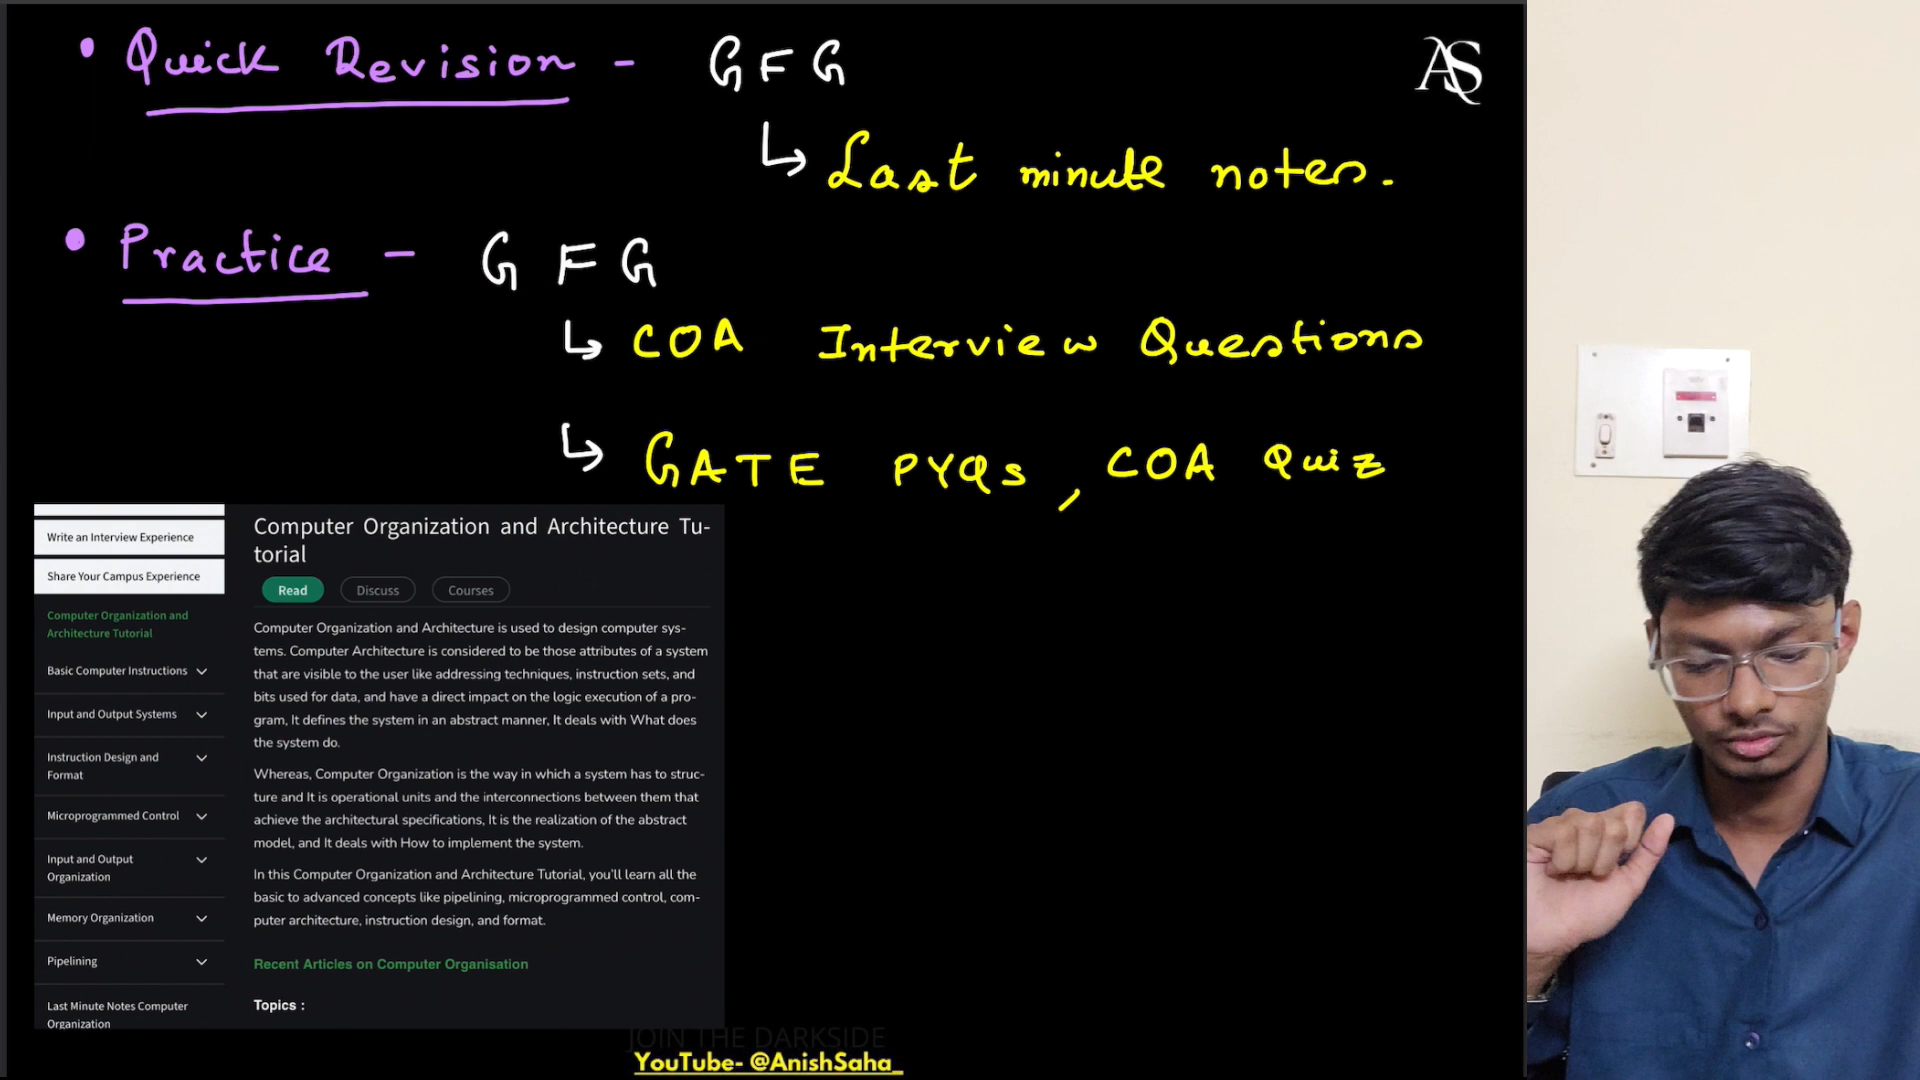 • Quick Revision - GFG
AS
↳ Last minute notes.
• Practice - GFG
↳ COA Interview Questions
↳ GATE PYQs, COA Quiz
Write an Interview Experience
Share Your Campus Experience
Computer Organization and
Architecture Tutorial
Basic Computer Instructions
Input and Output Systems
Instruction Design and
Format
Microprogrammed Control
Input and Output
Organization
Memory Organization
Pipelining
Last Minute Notes Computer
Organization
Computer Organization and Architecture Tu-
torial
Read Discuss Courses
Computer Organization and Architecture is used to design computer sys-
tems. Computer Architecture is considered to be those attributes of a system
that are visible to the user like addressing techniques, instruction sets, and
bits used for data, and have a direct impact on the logic execution of a pro-
gram, It defines the system in an abstract manner, It deals with What does
the system do.
Whereas, Computer Organization is the way in which a system has to struc-
ture and It is operational units and the interconnections between them that
achieve the architectural specifications, It is the realization of the abstract
model, and It deals with How to implement the system.
In this Computer Organization and Architecture Tutorial, you'll learn all the
basic to advanced concepts like pipelining, microprogrammed control, com-
puter architecture, instruction design, and format.
Recent Articles on Computer Organisation
Topics :
JOIN THE DARKSIDE
YouTube- @AnishSaha_